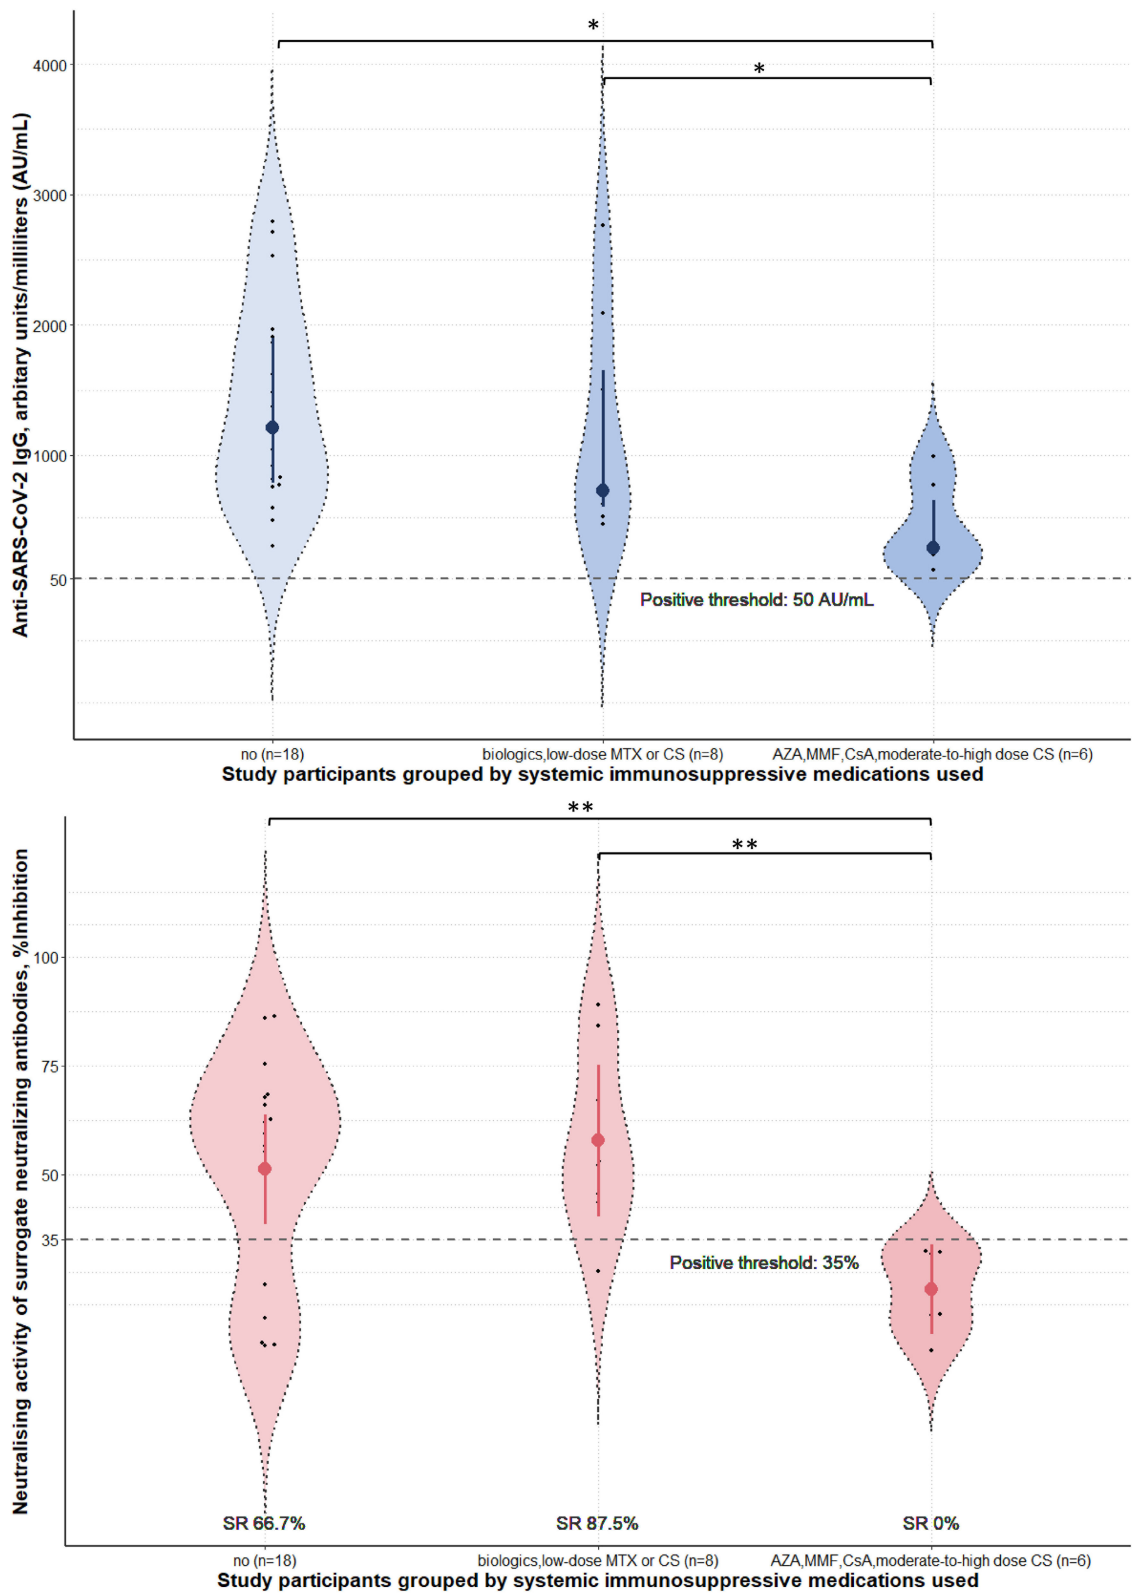 *
*
4000
3000
2000
1000
50
Anti-SARS-CoV-2 IgG, arbitary units/milliliters (AU/mL)
Positive threshold: 50 AU/mL
no (n=18)
biologics,low-dose MTX or CS (n=8)
AZA,MMF,CsA,moderate-to-high dose CS (n=6)
Study participants grouped by systemic immunosuppressive medications used
**
**
100
75
50
35
Neutralising activity of surrogate neutralizing antibodies, %Inhibition
Positive threshold: 35%
SR 66.7%
SR 87.5%
SR 0%
no (n=18)
biologics,low-dose MTX or CS (n=8)
AZA,MMF,CsA,moderate-to-high dose CS (n=6)
Study participants grouped by systemic immunosuppressive medications used